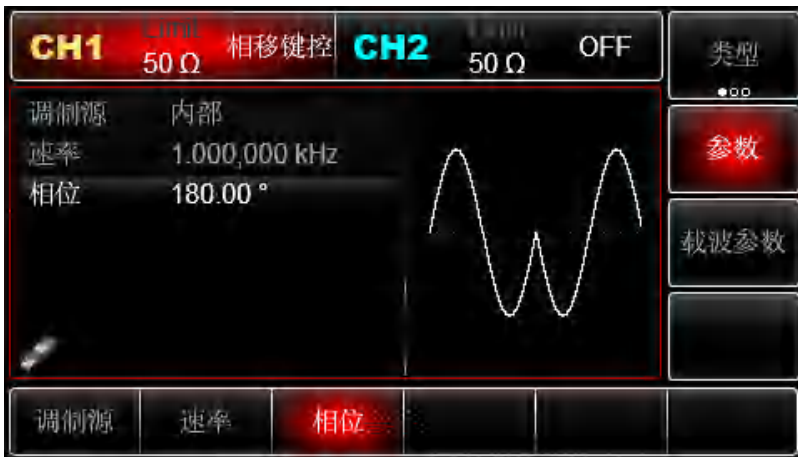 CH1 Limit 50 Ω 相移键控 CH2 Limit 50 Ω OFF
类型
调制源 内部
速率 1.000,000 kHz
相位 180.00 °
参数
载波参数
调制源 速率 相位